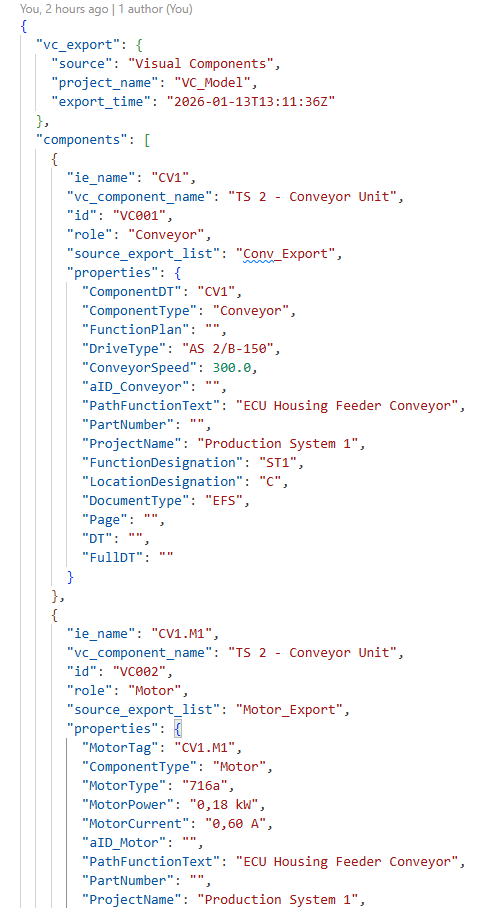 You, 2 hours ago | 1 author (You)
{
"vc_export": {
"source": "Visual Components",
"project_name": "VC_Model",
"export_time": "2026-01-13T13:11:36Z"
},
"components": [
{
"ie_name": "CV1",
"vc_component_name": "TS 2 - Conveyor Unit",
"id": "VC001",
"role": "Conveyor",
"source_export_list": "Conv_Export",
"properties": {
"ComponentDT": "CV1",
"ComponentType": "Conveyor",
"FunctionPlan": "",
"DriveType": "AS 2/B-150",
"ConveyorSpeed": 300.0,
"aID_Conveyor": "",
"PathFunctionText": "ECU Housing Feeder Conveyor",
"PartNumber": "",
"ProjectName": "Production System 1",
"FunctionDesignation": "ST1",
"LocationDesignation": "C",
"DocumentType": "EFS",
"Page": "",
"DT": "",
"FullDT": ""
}
},
{
"ie_name": "CV1.M1",
"vc_component_name": "TS 2 - Conveyor Unit",
"id": "VC002",
"role": "Motor",
"source_export_list": "Motor_Export",
"properties": {
"MotorTag": "CV1.M1",
"ComponentType": "Motor",
"MotorType": "716a",
"MotorPower": "0,18 kW",
"MotorCurrent": "0,60 A",
"aID_Motor": "",
"PathFunctionText": "ECU Housing Feeder Conveyor",
"PartNumber": "",
"ProjectName": "Production System 1",